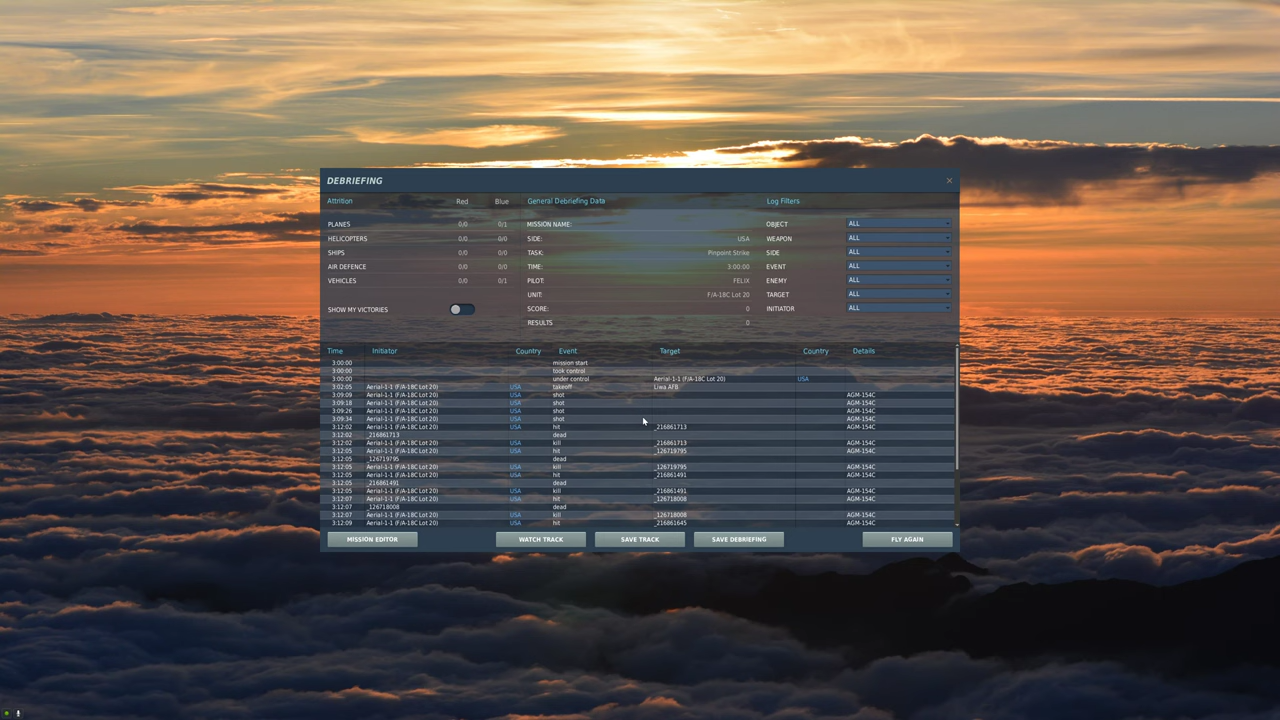 DEBRIEFING ×
Attrition Red Blue General Debriefing Data Log Filters
PLANES 0/0 0/1 MISSION NAME: OBJECT ALL
HELICOPTERS 0/0 0/0 SIDE: USA WEAPON ALL
SHIPS 0/0 0/0 TASK: Pinpoint Strike SIDE ALL
AIR DEFENCE 0/0 0/0 TIME: 3:00:00 EVENT ALL
VEHICLES 0/0 0/1 PILOT: FELIX ENEMY ALL
UNIT: F/A-18C Lot 20 TARGET ALL
SHOW MY VICTORIES SCORE: 0 INITIATOR ALL
RESULTS 0
Time Initiator Country Event Target Country Details
3:00:00 mission start
3:00:00 took control
3:00:00 under control Aerial-1-1 (F/A-18C Lot 20) USA
3:02:05 Aerial-1-1 (F/A-18C Lot 20) USA takeoff Liwa AFB
3:09:09 Aerial-1-1 (F/A-18C Lot 20) USA shot AGM-154C
3:09:18 Aerial-1-1 (F/A-18C Lot 20) USA shot AGM-154C
3:09:26 Aerial-1-1 (F/A-18C Lot 20) USA shot AGM-154C
3:09:34 Aerial-1-1 (F/A-18C Lot 20) USA shot AGM-154C
3:12:02 Aerial-1-1 (F/A-18C Lot 20) USA hit _216861713 AGM-154C
3:12:02 _216861713 dead
3:12:02 Aerial-1-1 (F/A-18C Lot 20) USA kill _216861713 AGM-154C
3:12:05 Aerial-1-1 (F/A-18C Lot 20) USA hit _126719795 AGM-154C
3:12:05 _126719795 dead
3:12:05 Aerial-1-1 (F/A-18C Lot 20) USA kill _126719795 AGM-154C
3:12:05 Aerial-1-1 (F/A-18C Lot 20) USA hit _216861491 AGM-154C
3:12:05 _216861491 dead
3:12:05 Aerial-1-1 (F/A-18C Lot 20) USA kill _216861491 AGM-154C
3:12:07 Aerial-1-1 (F/A-18C Lot 20) USA hit _126718008 AGM-154C
3:12:07 _126718008 dead
3:12:07 Aerial-1-1 (F/A-18C Lot 20) USA kill _126718008 AGM-154C
3:12:09 Aerial-1-1 (F/A-18C Lot 20) USA hit _216861645 AGM-154C
MISSION EDITOR WATCH TRACK SAVE TRACK SAVE DEBRIEFING FLY AGAIN